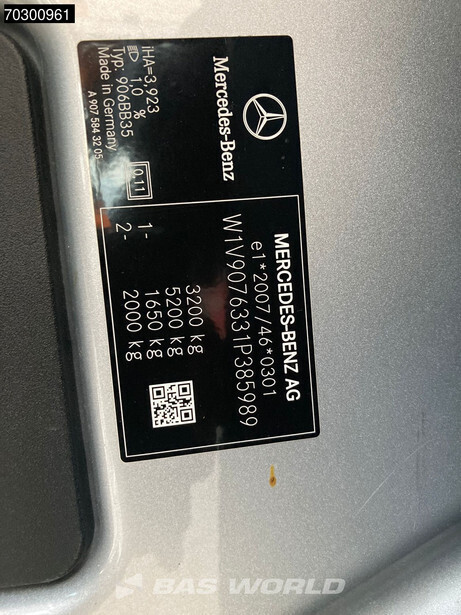 70300961
Mercedes-Benz
iHA=3,923
1,0 %
Typ: 906BB35
Made in Germany
A 907 584 32 05
0,11
MERCEDES-BENZ AG
e1*2007/46*0301
W1V9076331P385989
3200 kg
5200 kg
1- 1650 kg
2- 2000 kg
BAS WORLD